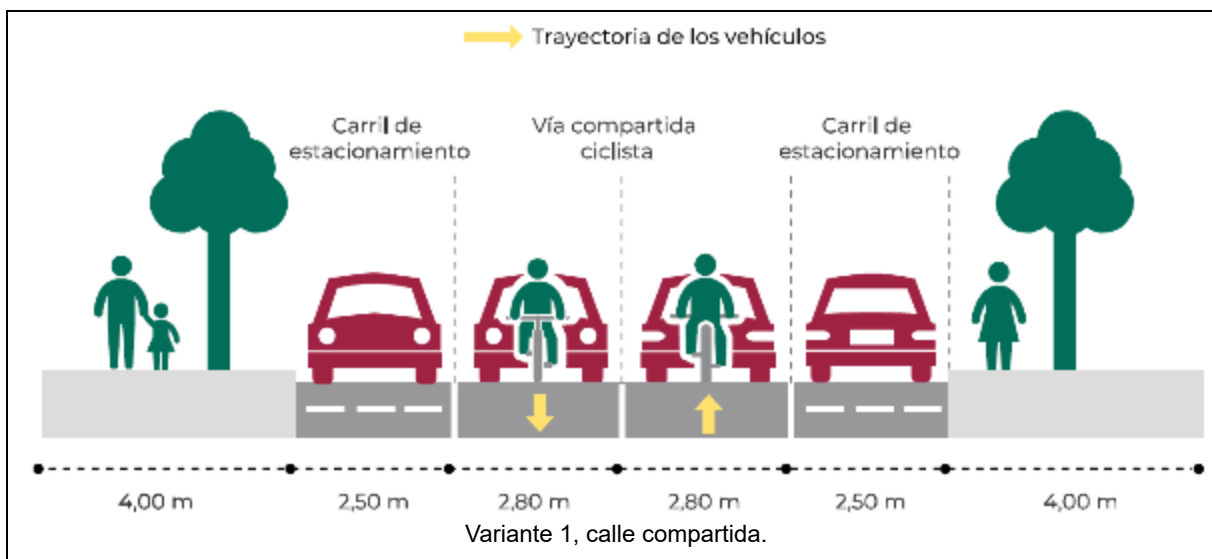 Trayectoria de los vehículos
Carril de
estacionamiento
Vía compartida
ciclista
Carril de
estacionamiento
4,00 m
2,50 m
2,80 m
2,80 m
2,50 m
4,00 m
Variante 1, calle compartida.